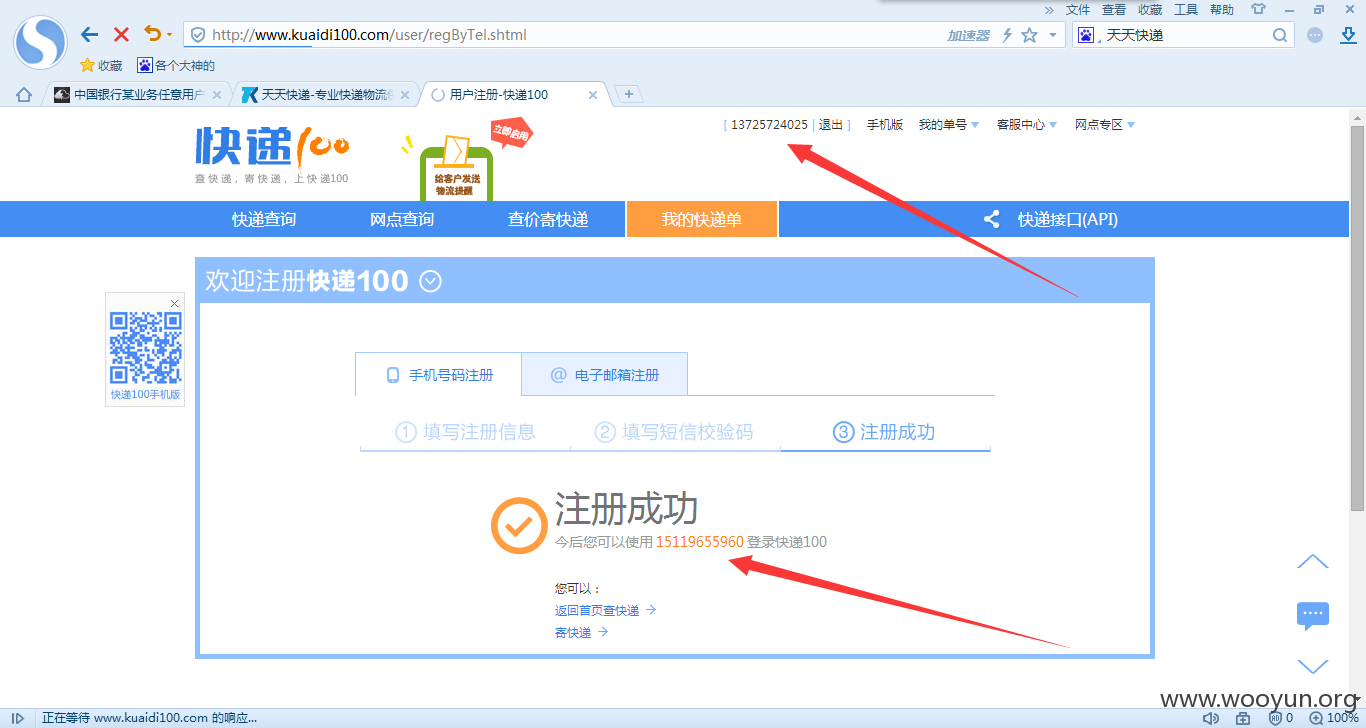 » 文件 查看 收藏 工具 帮助
http://www.kuaidi100.com/user/regByTel.shtml 加速器 天天快递
收藏 各个大神的
中国银行某业务任意用户 天天快递-专业快递物流 用户注册-快递100
[ 13725724025 | 退出 ] 手机版 我的单号 客服中心 网点专区
快递100
查快递，寄快递，上快递100
立即启用
给客户发送
物流提醒
快递查询 网点查询 查价寄快递 我的快递单 快递接口(API)
欢迎注册快递100
快递100手机版
手机号码注册 @ 电子邮箱注册
1 填写注册信息 2 填写短信校验码 3 注册成功
注册成功
今后您可以使用 15119655960 登录快递100
您可以：
返回首页查快递 →
寄快递 →
www.wooyun.org
正在等待 www.kuaidi100.com 的响应... 0 100%